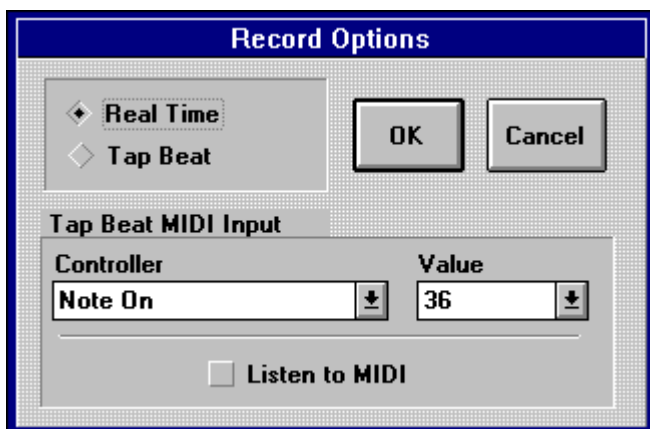 Record Options
Real Time
Tap Beat
OK
Cancel
Tap Beat MIDI Input
Controller
Value
Note On
36
Listen to MIDI